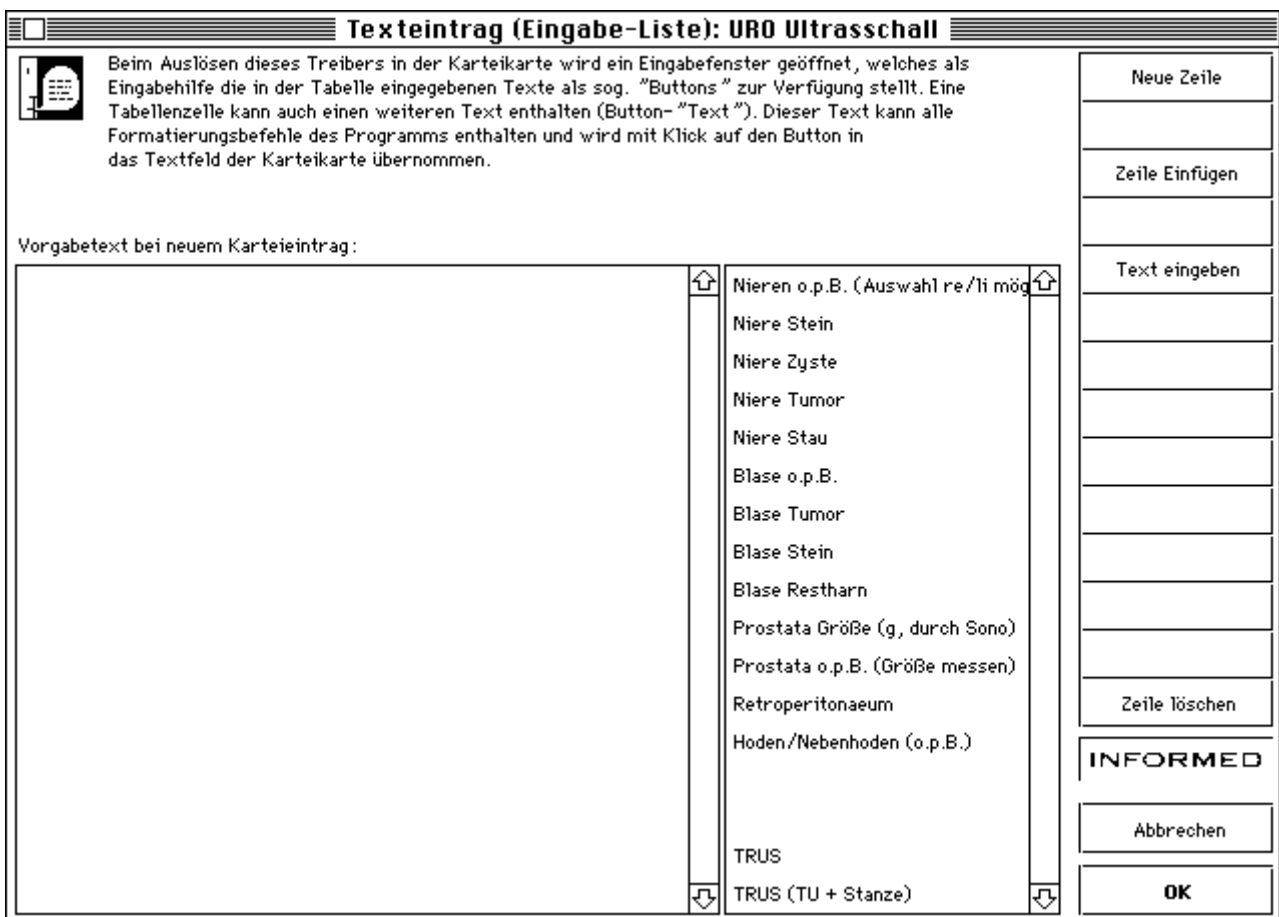 Texteintrag (Eingabe-Liste): URO Ultrasschall
Beim Auslösen dieses Treibers in der Karteikarte wird ein Eingabefenster geöffnet, welches als
Eingabehilfe die in der Tabelle eingegebenen Texte als sog. "Buttons" zur Verfügung stellt. Eine
Tabellenzelle kann auch einen weiteren Text enthalten (Button-"Text"). Dieser Text kann alle
Formatierungsbefehle des Programms enthalten und wird mit Klick auf den Button in
das Textfeld der Karteikarte übernommen.
Vorgabetext bei neuem Karteieintrag:
Nieren o.p.B. (Auswahl re/li mög
Niere Stein
Niere Zyste
Niere Tumor
Niere Stau
Blase o.p.B.
Blase Tumor
Blase Stein
Blase Restharn
Prostata Größe (g, durch Sono)
Prostata o.p.B. (Größe messen)
Retroperitonaeum
Hoden/Nebenhoden (o.p.B.)
TRUS
TRUS (TU + Stanze)
Neue Zeile
Zeile Einfügen
Text eingeben
Zeile löschen
INFORMED
Abbrechen
OK